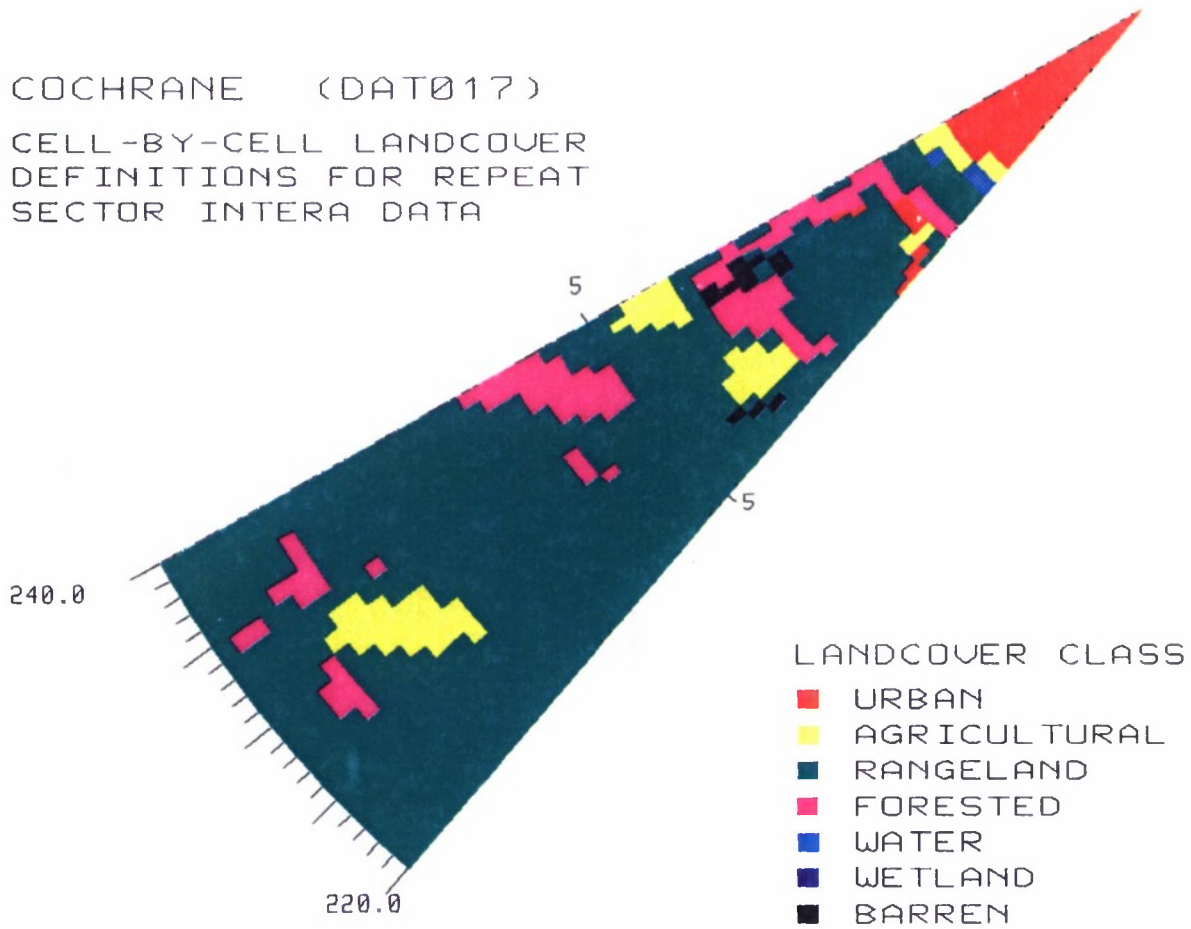 COCHRANE (DAT017)
CELL-BY-CELL LANDCOVER
DEFINITIONS FOR REPEAT
SECTOR INTERA DATA
5
5
240.0
220.0
LANDCOVER CLASS
URBAN
AGRICULTURAL
RANGELAND
FORESTED
WATER
WETLAND
BARREN